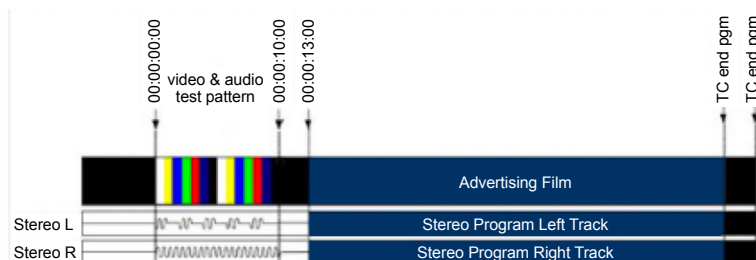 00:00:00:00
video & audio
test pattern
00:00:10:00
00:00:13:00
TC end pgm
TC end pgm
Advertising Film
Stereo L
Stereo Program Left Track
Stereo R
Stereo Program Right Track